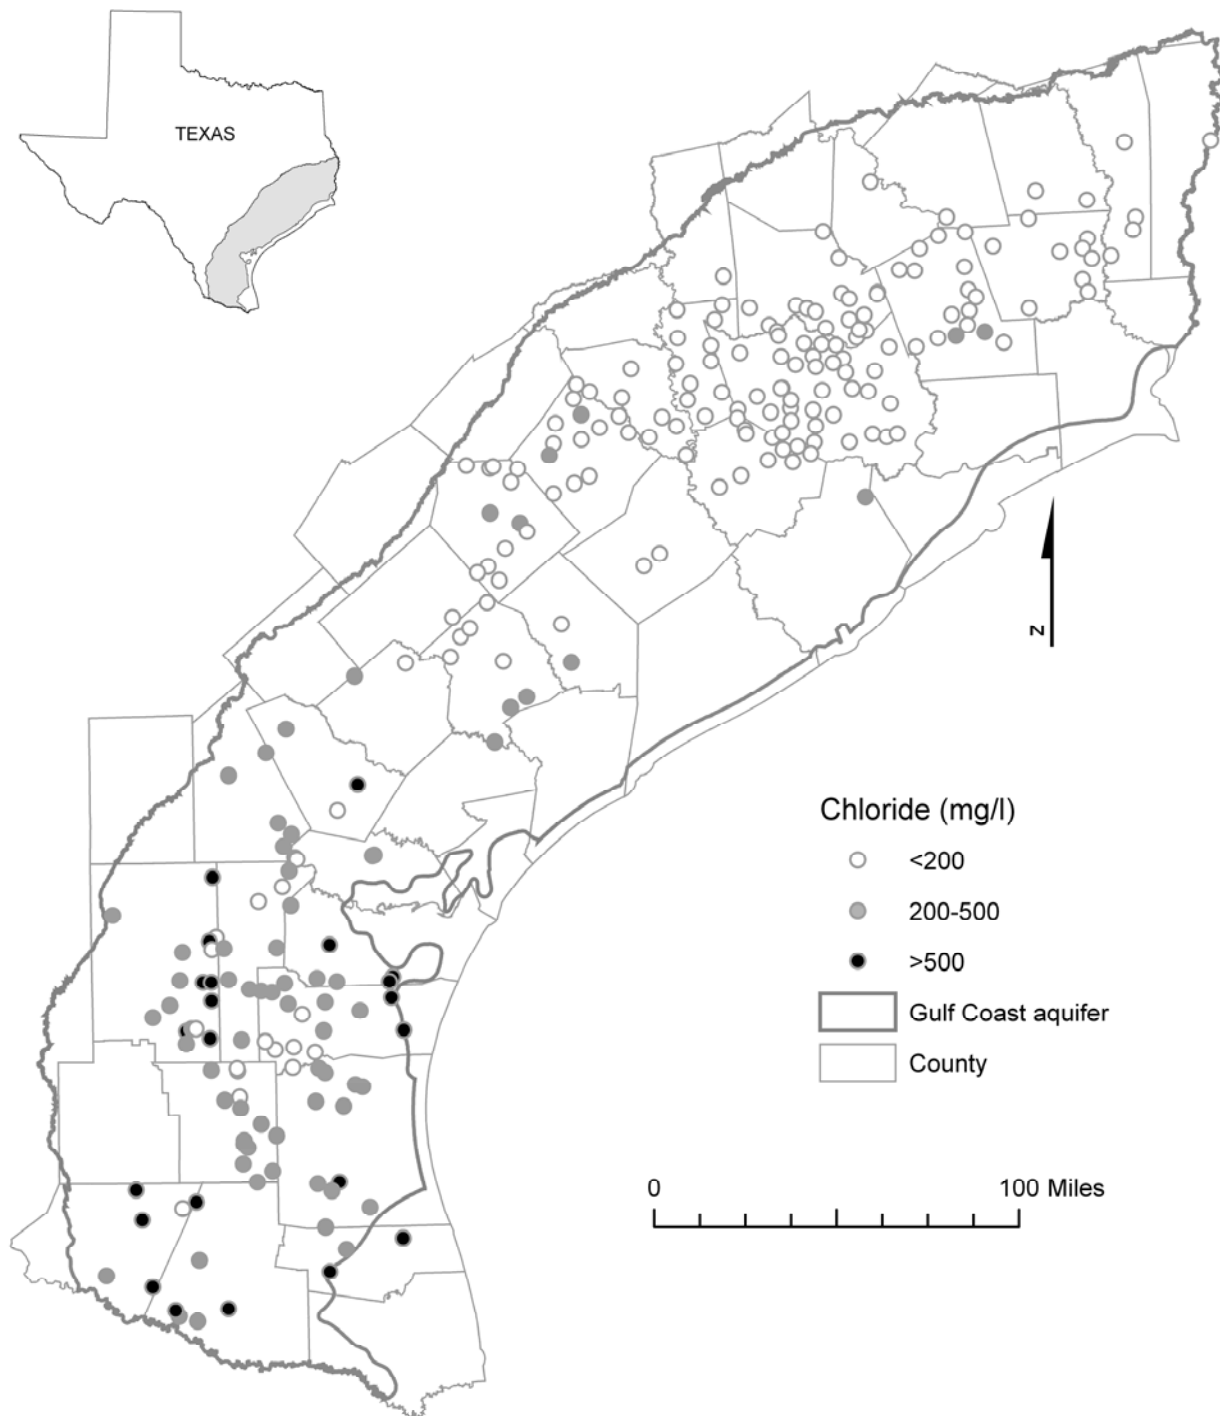 TEXAS
N
Chloride (mg/l)
<200
200-500
>500
Gulf Coast aquifer
County
0 100 Miles